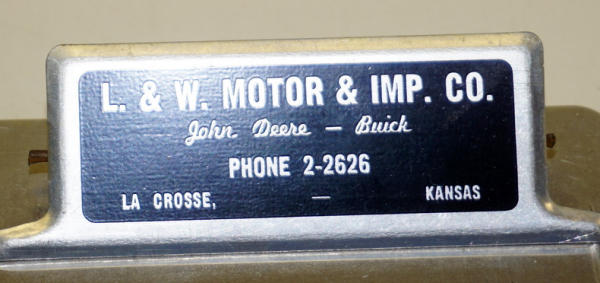 L. & W. MOTOR & IMP. CO.
John Deere — Buick
PHONE 2-2626
LA CROSSE, — KANSAS